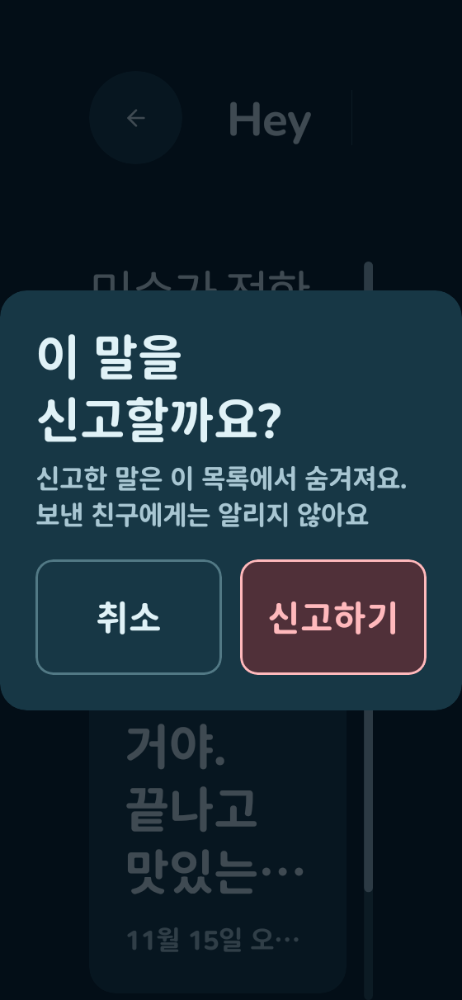 Hey
이 말을
신고할까요?
신고한 말은 이 목록에서 숨겨져요.
보낸 친구에게는 알리지 않아요
취소
신고하기
거야.
끝나고
맛있는…
11월 15일 오…